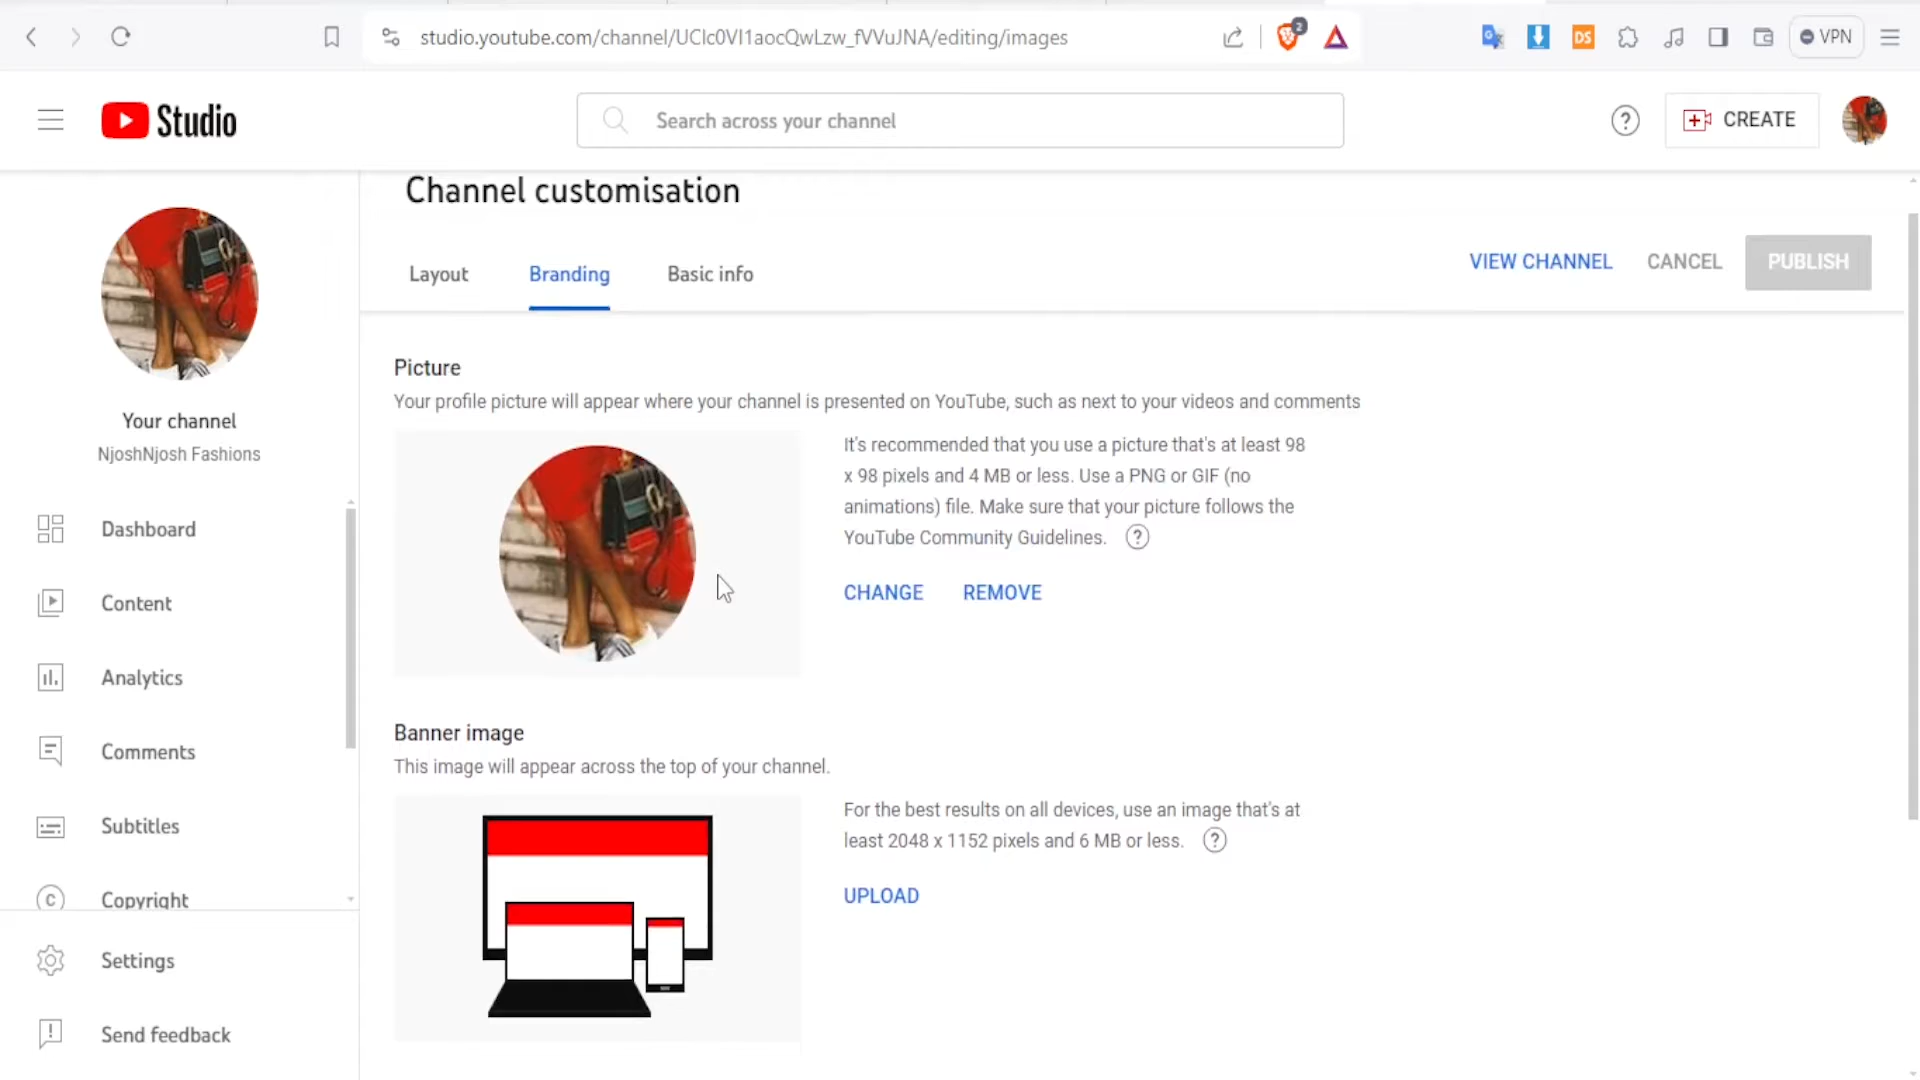 studio.youtube.com/channel/UClc0VI1aocQwLzw_fVVuJNA/editing/images
2
DS
VPN
Studio
Search across your channel
?
CREATE
Channel customisation
Layout
Branding
Basic info
VIEW CHANNEL
CANCEL
PUBLISH
Your channel
NjoshNjosh Fashions
Dashboard
Content
Analytics
Comments
Subtitles
Copyright
Settings
Send feedback
Picture
Your profile picture will appear where your channel is presented on YouTube, such as next to your videos and comments
It's recommended that you use a picture that's at least 98
x 98 pixels and 4 MB or less. Use a PNG or GIF (no
animations) file. Make sure that your picture follows the
YouTube Community Guidelines. ?
CHANGE
REMOVE
Banner image
This image will appear across the top of your channel.
For the best results on all devices, use an image that's at
least 2048 x 1152 pixels and 6 MB or less. ?
UPLOAD